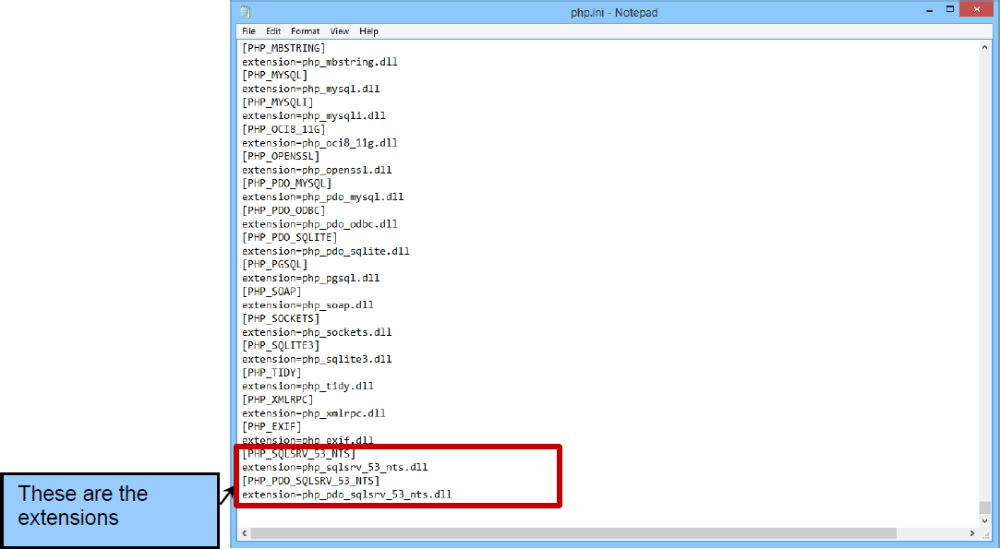 php.ini - Notepad
File Edit Format View Help
[PHP_MBSTRING]
extension=php_mbstring.dll
[PHP_MYSQL]
extension=php_mysql.dll
[PHP_MYSQLI]
extension=php_mysqli.dll
[PHP_OCI8_11G]
extension=php_oci8_11g.dll
[PHP_OPENSSL]
extension=php_openssl.dll
[PHP_PDO_MYSQL]
extension=php_pdo_mysql.dll
[PHP_PDO_ODBC]
extension=php_pdo_odbc.dll
[PHP_PDO_SQLITE]
extension=php_pdo_sqlite.dll
[PHP_PGSQL]
extension=php_pgsql.dll
[PHP_SOAP]
extension=php_soap.dll
[PHP_SOCKETS]
extension=php_sockets.dll
[PHP_SQLITE3]
extension=php_sqlite3.dll
[PHP_TIDY]
extension=php_tidy.dll
[PHP_XMLRPC]
extension=php_xmlrpc.dll
[PHP_EXIF]
extension=php_exif.dll
[PHP_SQLSRV_53_NTS]
extension=php_sqlsrv_53_nts.dll
[PHP_PDO_SQLSRV_53_NTS]
extension=php_pdo_sqlsrv_53_nts.dll
These are the
extensions